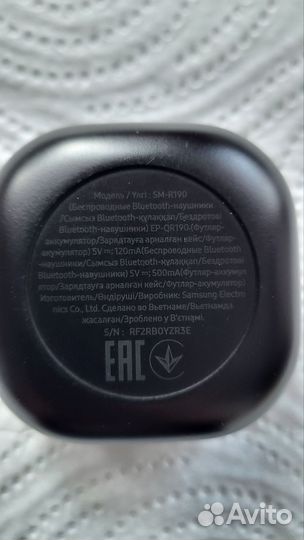 Модель / Үлгі : SM-R190
(Беспроводные Bluetooth-наушники
/Сымсыз Bluetooth-құлаққап/Бездротові
Bluetooth-навушники) EP-QR190(Футляр-
аккумулятор/Зарядтауға арналған кейс/Футляр-
акумулятор) 5V⎓: 120mA(Беспроводные Bluetooth-
наушники/Сымсыз Bluetooth-құлаққап/Бездротові
Bluetooth-навушники) 5V⎓: 500mA(Футляр-аккумул-
ятор/Зарядтауға арналған кейс/Футляр-акумулятор)
Изготовитель/Өндіруші/Виробник: Samsung Electro
nics Co., Ltd. Сделано во Вьетнаме/Вьетнамда
жасалған/Зроблено у В'єтнамі.
S/N : RF2RB0YZR3E
EAC
Avito